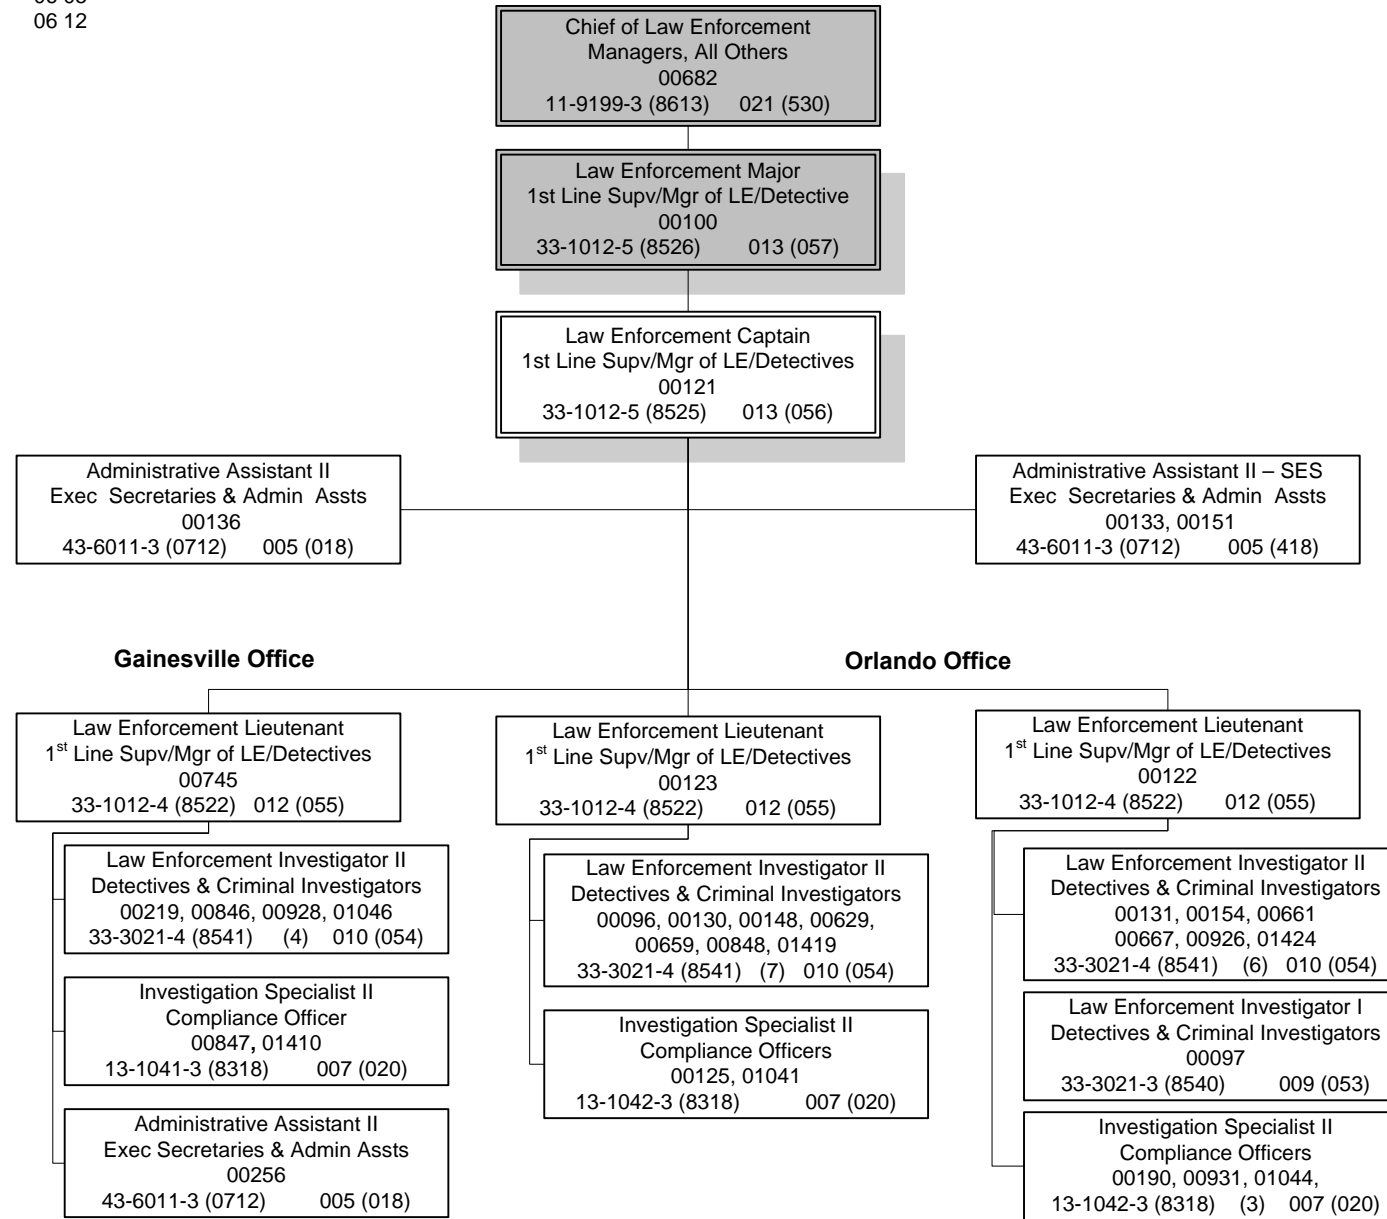 06 12
Chief of Law Enforcement
Managers, All Others
00682
11-9199-3 (8613) 021 (530)
Law Enforcement Major
1st Line Supv/Mgr of LE/Detective
00100
33-1012-5 (8526) 013 (057)
Law Enforcement Captain
1st Line Supv/Mgr of LE/Detectives
00121
33-1012-5 (8525) 013 (056)
Administrative Assistant II
Exec Secretaries & Admin Assts
00136
43-6011-3 (0712) 005 (018)
Administrative Assistant II – SES
Exec Secretaries & Admin Assts
00133, 00151
43-6011-3 (0712) 005 (418)
Gainesville Office
Orlando Office
Law Enforcement Lieutenant
1st Line Supv/Mgr of LE/Detectives
00745
33-1012-4 (8522) 012 (055)
Law Enforcement Investigator II
Detectives & Criminal Investigators
00219, 00846, 00928, 01046
33-3021-4 (8541) (4) 010 (054)
Investigation Specialist II
Compliance Officer
00847, 01410
13-1041-3 (8318) 007 (020)
Administrative Assistant II
Exec Secretaries & Admin Assts
00256
43-6011-3 (0712) 005 (018)
Law Enforcement Lieutenant
1st Line Supv/Mgr of LE/Detectives
00123
33-1012-4 (8522) 012 (055)
Law Enforcement Investigator II
Detectives & Criminal Investigators
00096, 00130, 00148, 00629,
00659, 00848, 01419
33-3021-4 (8541) (7) 010 (054)
Investigation Specialist II
Compliance Officers
00125, 01041
13-1042-3 (8318) 007 (020)
Law Enforcement Lieutenant
1st Line Supv/Mgr of LE/Detectives
00122
33-1012-4 (8522) 012 (055)
Law Enforcement Investigator II
Detectives & Criminal Investigators
00131, 00154, 00661
00667, 00926, 01424
33-3021-4 (8541) (6) 010 (054)
Law Enforcement Investigator I
Detectives & Criminal Investigators
00097
33-3021-3 (8540) 009 (053)
Investigation Specialist II
Compliance Officers
00190, 00931, 01044,
13-1042-3 (8318) (3) 007 (020)